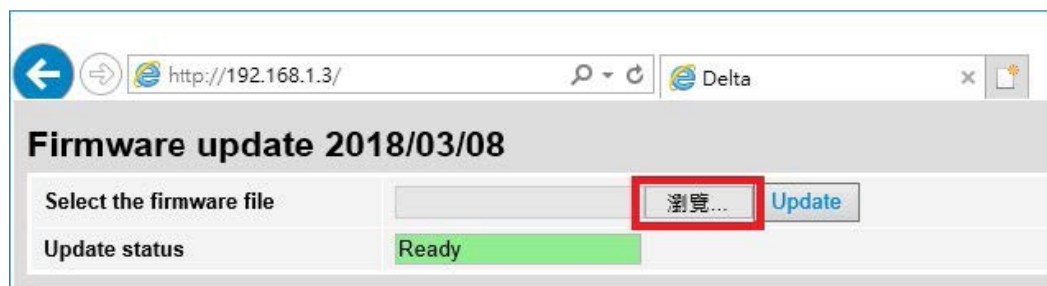 http://192.168.1.3/ Delta
Firmware update 2018/03/08
Select the firmware file 瀏覽... Update
Update status Ready